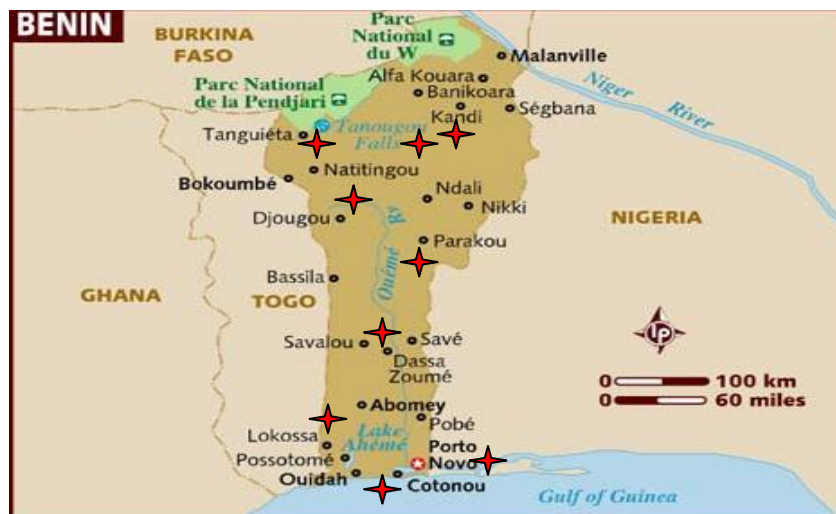 BENIN
BURKINA
FASO
Parc
National
du W
Malanville
Alfa Kouara
Parc National
de la Pendjari
Banikoara
Niger
River
Kandi
Ségbana
Tanguiéta
Tanougou
Falls
Natitingou
Bokoumbé
Ndali
Nikki
Djougou
Ry
NIGERIA
Parakou
Ouémé
Bassila
GHANA
TOGO
LP
Savalou
Savé
Dassa
Zoumé
0 100 km
0 60 miles
Abomey
Pobé
Lokossa
Lake
Ahémé
Porto
Novo
Possotomé
Ouidah
Cotonou
Gulf of Guinea